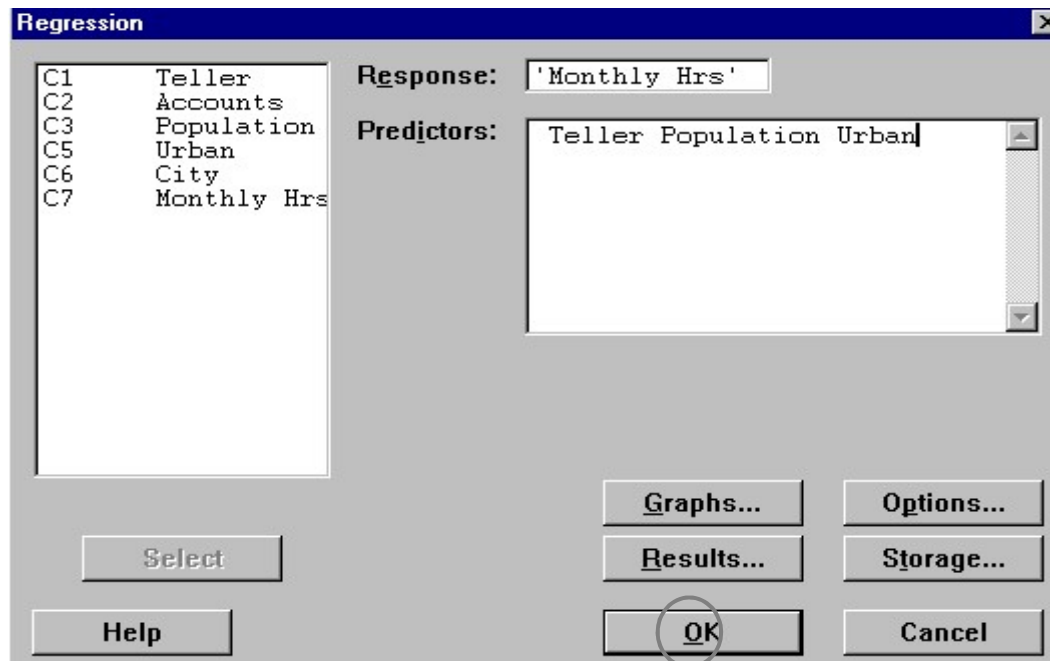 Regression
C1 Teller
C2 Accounts
C3 Population
C5 Urban
C6 City
C7 Monthly Hrs
Response: 'Monthly Hrs'
Predictors: Teller Population Urban
Graphs... Options...
Select Results... Storage...
Help OK Cancel